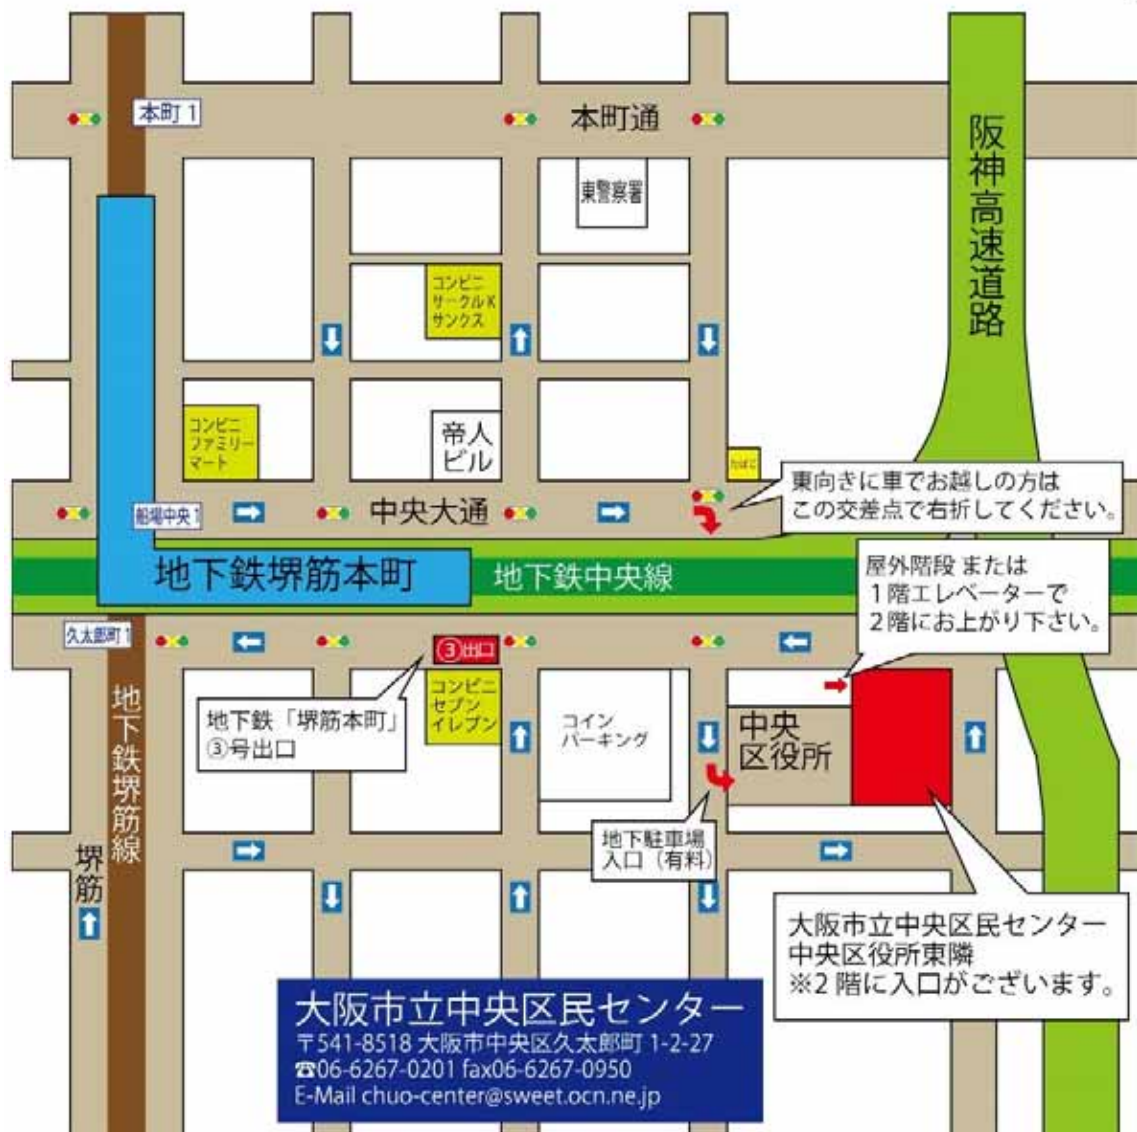 本町 1
本町通
阪神高速道路
東警察署
コンビニ
サークルK
サンクス
コンビニ
ファミリー
マート
帝人
ビル
たばこ
東向きに車でお越しの方は
この交差点で右折してください。
船場中央 1
中央大通
地下鉄堺筋本町
地下鉄中央線
屋外階段 または
1階エレベーターで
2階にお上がり下さい。
久太郎町 1
③出口
地下鉄「堺筋本町」
③号出口
コンビニ
セブン
イレブン
コイン
パーキング
中央
区役所
地下鉄堺筋線
堺筋
地下駐車場
入口（有料）
大阪市立中央区民センター
中央区役所東隣
※2 階に入口がございます。
大阪市立中央区民センター
〒541-8518 大阪市中央区久太郎町 1-2-27
☎06-6267-0201 fax06-6267-0950
E-Mail chuo-center@sweet.ocn.ne.jp